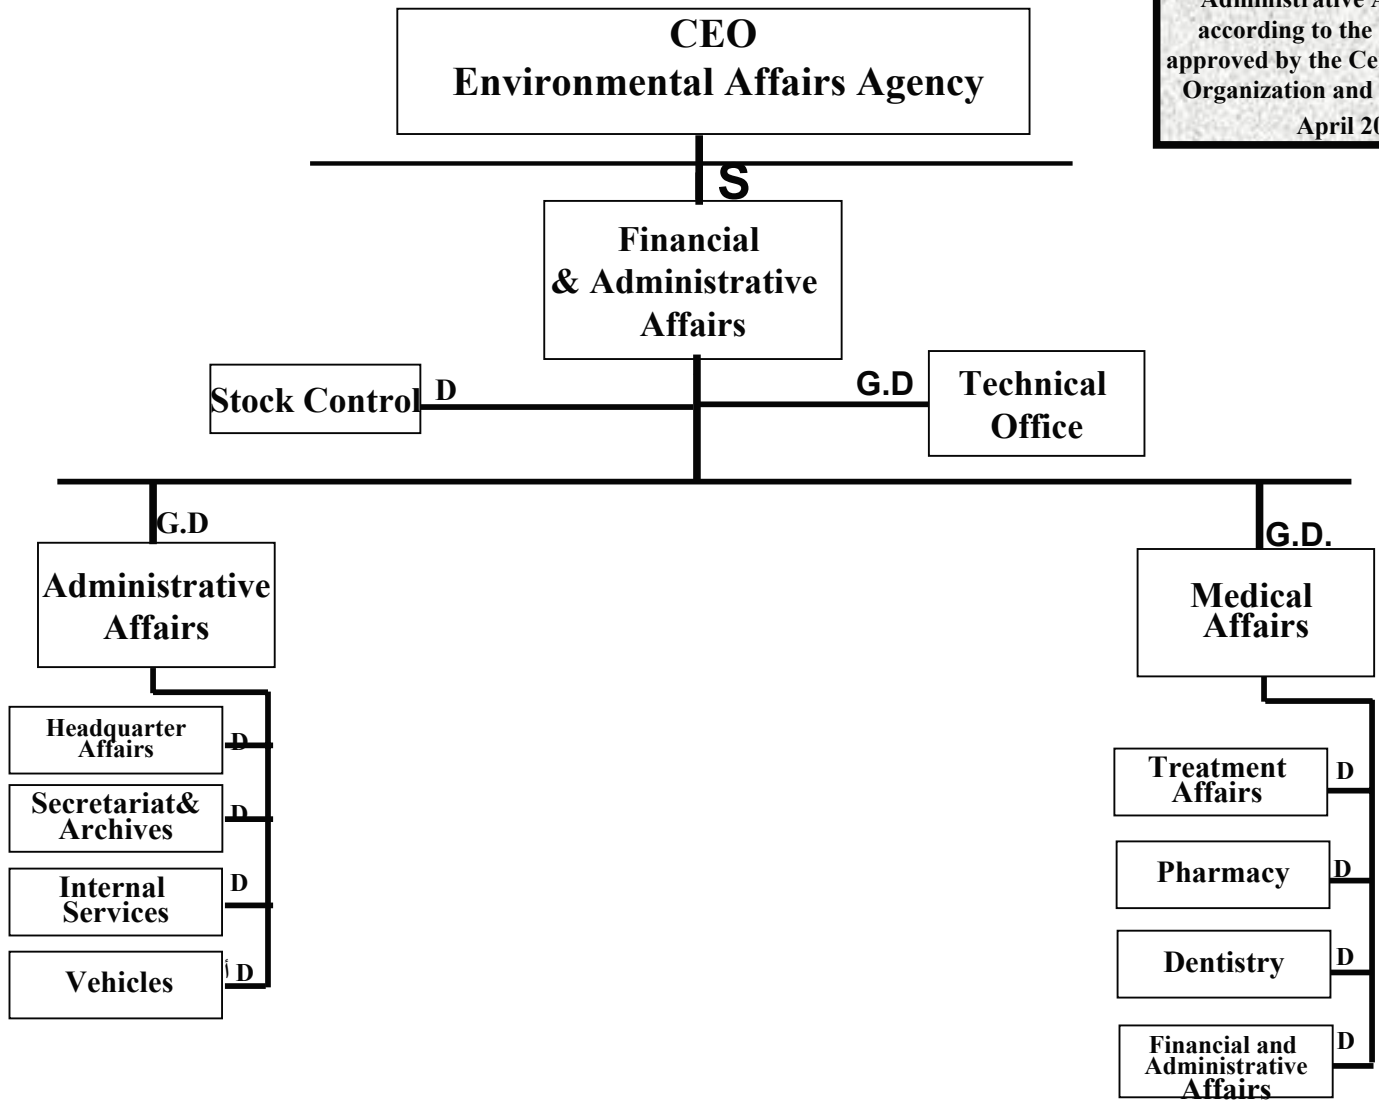 CEO
Environmental Affairs Agency
Administrative
according to the
approved by the
Organization and
April
S
Financial
& Administrative
Affairs
Stock Control
D
G.D
Technical
Office
G.D
Administrative
Affairs
G.D.
Medical
Affairs
Headquarter
Affairs
D
Secretariat&
Archives
D
Internal
Services
D
Vehicles
أ D
Treatment
Affairs
D
Pharmacy
D
Dentistry
D
Financial and
Administrative
Affairs
D